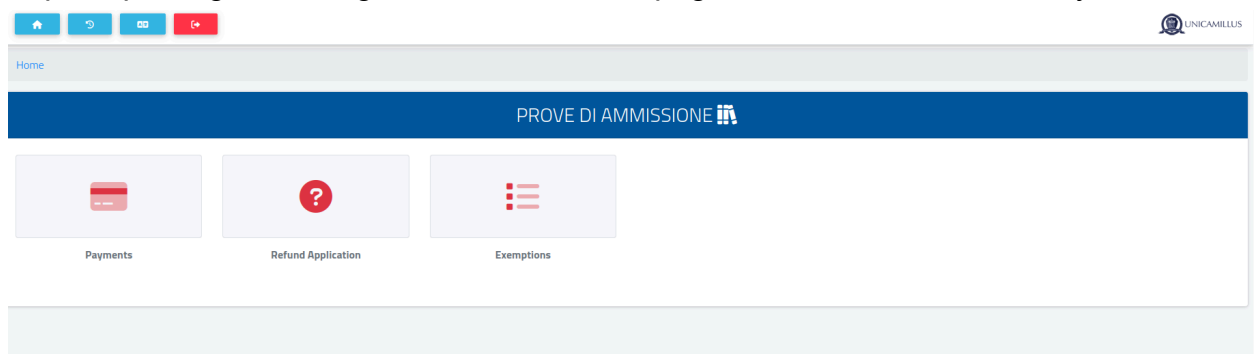 UNICAMILLUS
Home
PROVE DI AMMISSIONE
Payments
Refund Application
Exemptions